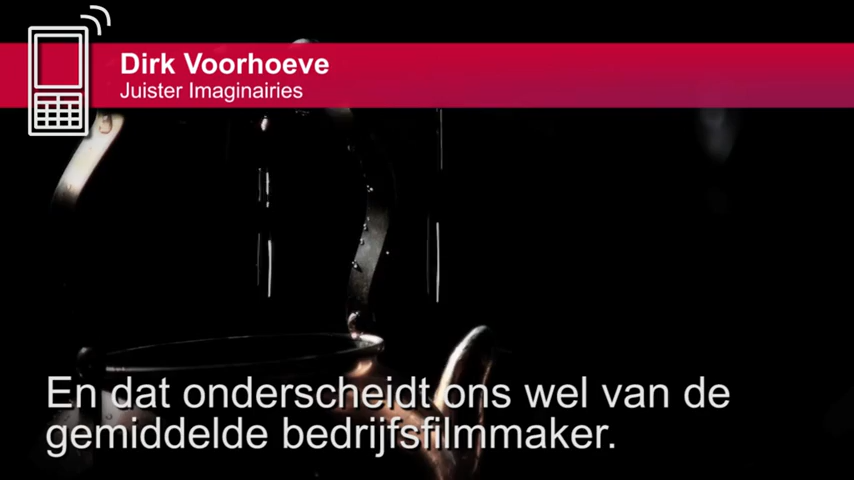 Dirk Voorhoeve
Juister Imaginairies
En dat onderscheidt ons wel van de
gemiddelde bedrijfsfilmmaker.